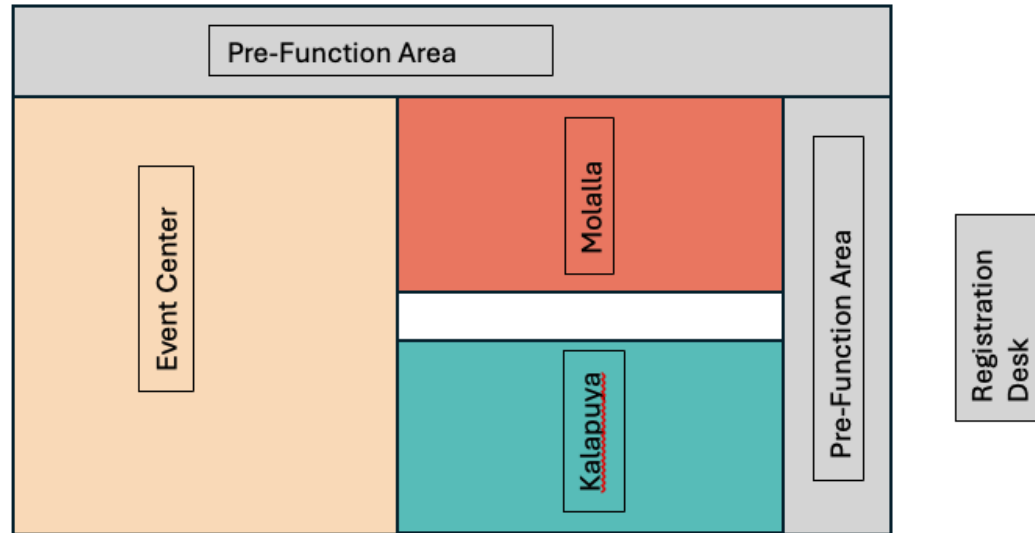 Pre-Function Area
Event Center
Molalla
Kalapuya
Pre-Function Area
Registration
Desk